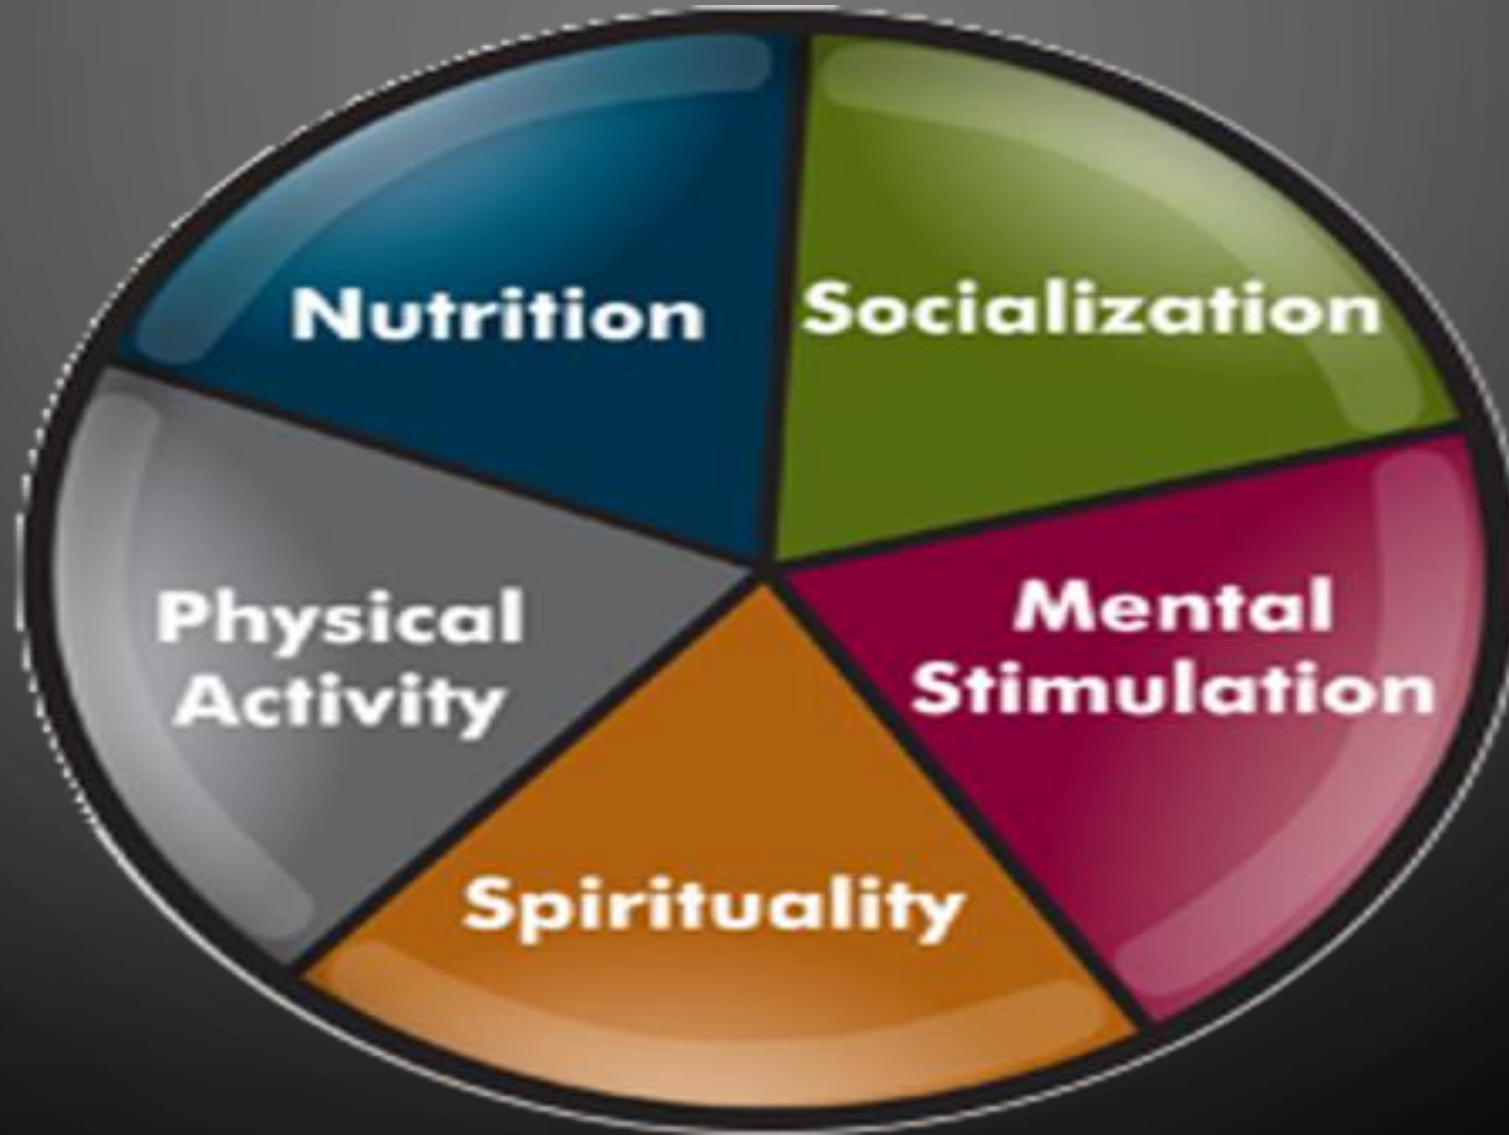 Nutrition
Socialization
Physical
Activity
Mental
Stimulation
Spirituality